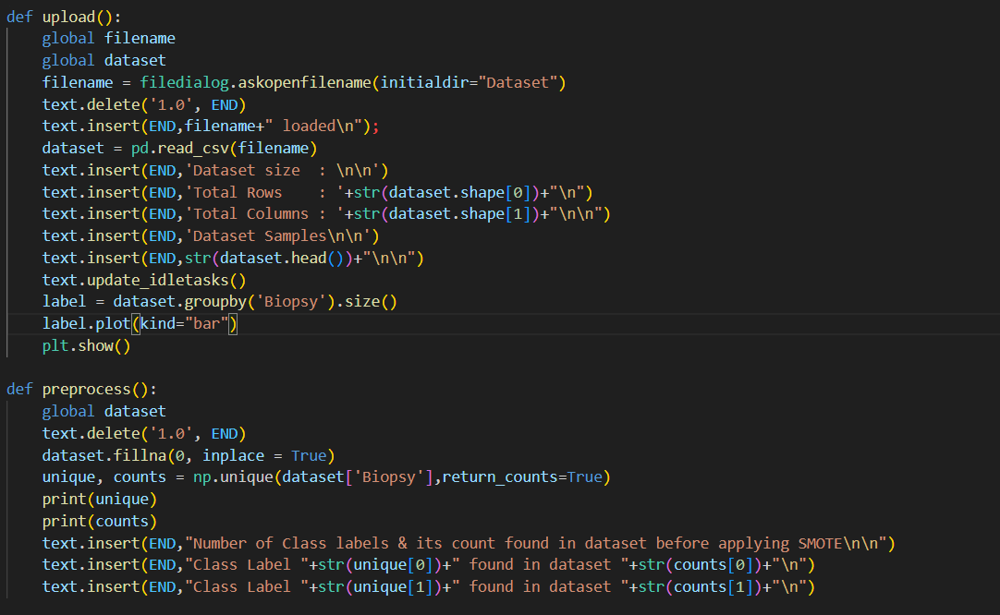 def upload():
    global filename
    global dataset
    filename = filedialog.askopenfilename(initialdir="Dataset")
    text.delete('1.0', END)
    text.insert(END,filename+" loaded\n");
    dataset = pd.read_csv(filename)
    text.insert(END,'Dataset size  : \n\n')
    text.insert(END,'Total Rows    : '+str(dataset.shape[0])+"\n")
    text.insert(END,'Total Columns : '+str(dataset.shape[1])+"\n\n")
    text.insert(END,'Dataset Samples\n\n')
    text.insert(END,str(dataset.head())+"\n\n")
    text.update_idletasks()
    label = dataset.groupby('Biopsy').size()
    label.plot(kind="bar")
    plt.show()

def preprocess():
    global dataset
    text.delete('1.0', END)
    dataset.fillna(0, inplace = True)
    unique, counts = np.unique(dataset['Biopsy'],return_counts=True)
    print(unique)
    print(counts)
    text.insert(END,"Number of Class labels & its count found in dataset before applying SMOTE\n\n")
    text.insert(END,"Class Label "+str(unique[0])+" found in dataset "+str(counts[0])+"\n")
    text.insert(END,"Class Label "+str(unique[1])+" found in dataset "+str(counts[1])+"\n")